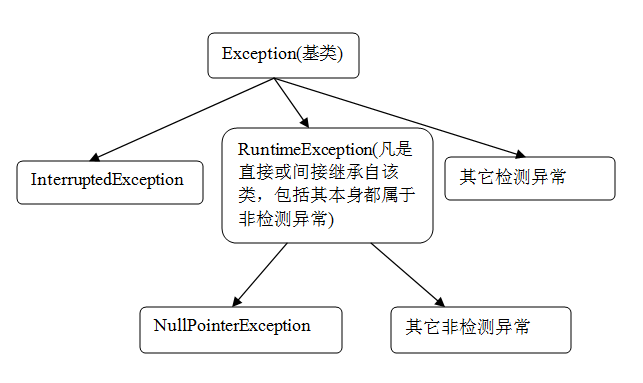 Exception(基类)
RuntimeException(凡是
直接或间接继承自该
类，包括其本身都属于
非检测异常)
InterruptedException
其它检测异常
NullPointerException
其它非检测异常